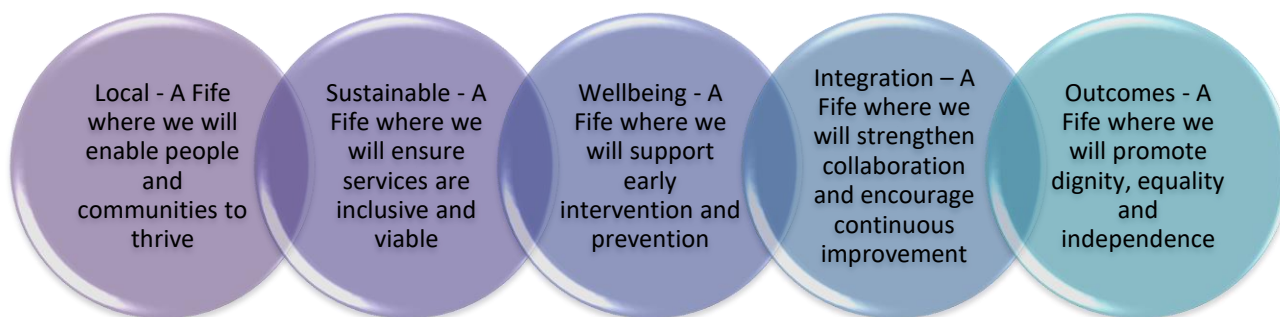 Local - A Fife
where we will
enable people
and
communities to
thrive
Sustainable - A
Fife where we
will ensure
services are
inclusive and
viable
Wellbeing - A
Fife where we
will support
early
intervention and
prevention
Integration – A
Fife where we
will strengthen
collaboration
and encourage
continuous
improvement
Outcomes - A
Fife where we
will promote
dignity, equality
and
independence